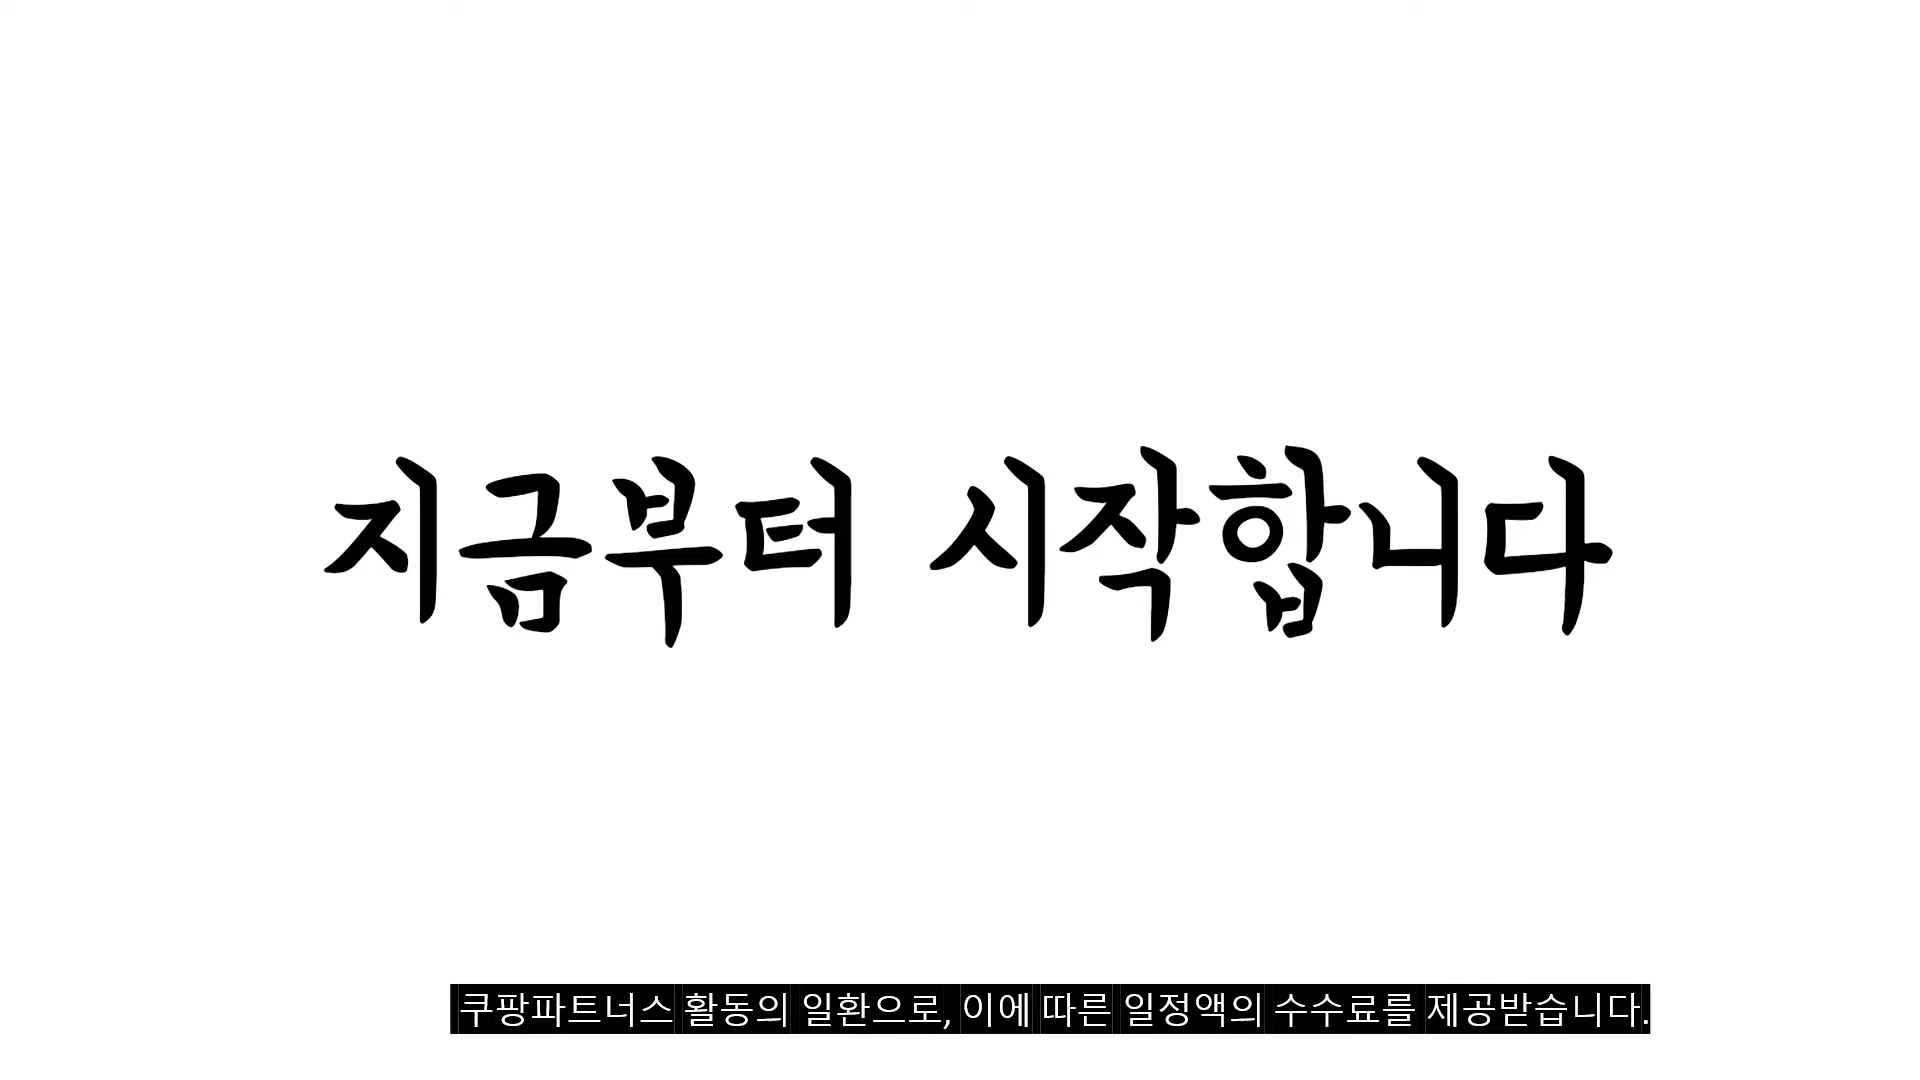 지금부터 시작합니다
쿠팡파트너스 활동의 일환으로, 이에 따른 일정액의 수수료를 제공받습니다.